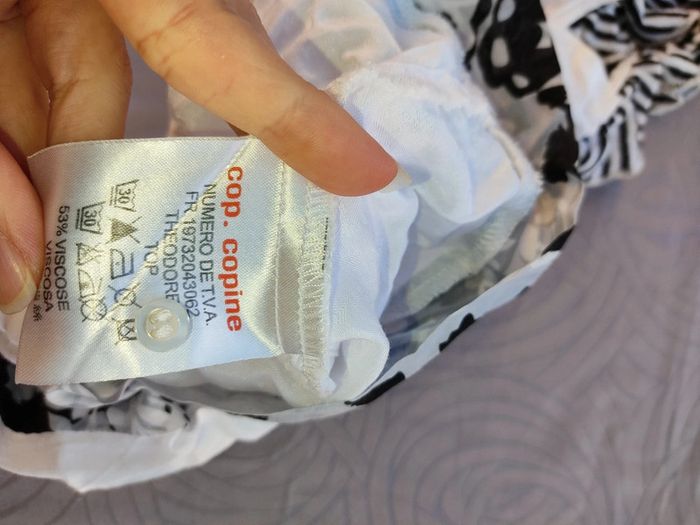 cop. copine
NUMERO DE T.V.A.
FR 19732043062
THEODORE
TOP
30
30
53% VISCOSE
VISCOSA